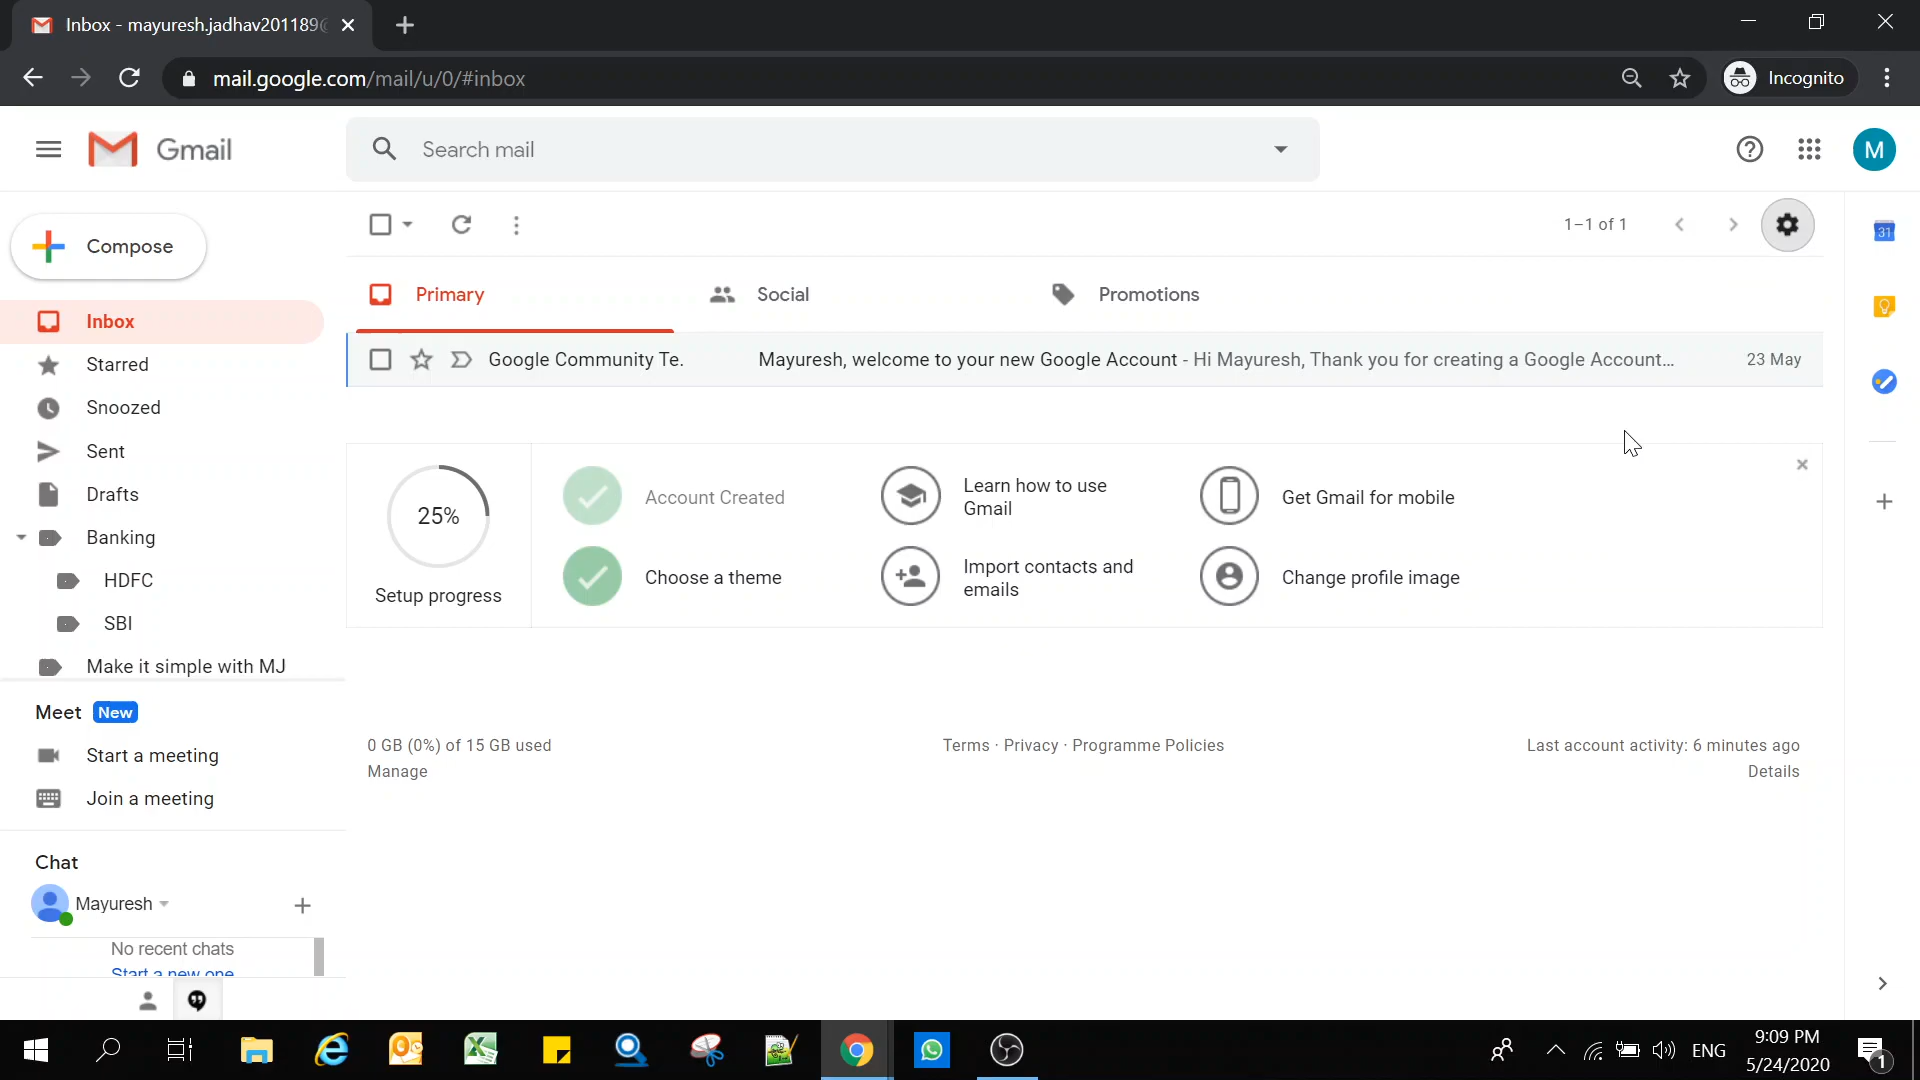 Inbox - mayuresh.jadhav201189@
mail.google.com/mail/u/0/#inbox
Incognito
Gmail
Search mail
M
Compose
1–1 of 1
31
Primary
Social
Promotions
Inbox
Google Community Te.
Mayuresh, welcome to your new Google Account - Hi Mayuresh, Thank you for creating a Google Account...
23 May
Starred
Snoozed
Sent
Drafts
Banking
HDFC
SBI
Make it simple with MJ
25%
Setup progress
Account Created
Learn how to use
Gmail
Get Gmail for mobile
Choose a theme
Import contacts and
emails
Change profile image
Meet New
Start a meeting
Join a meeting
0 GB (0%) of 15 GB used
Manage
Terms · Privacy · Programme Policies
Last account activity: 6 minutes ago
Details
Chat
Mayuresh
No recent chats
Start a new one
ENG
9:09 PM
5/24/2020
1